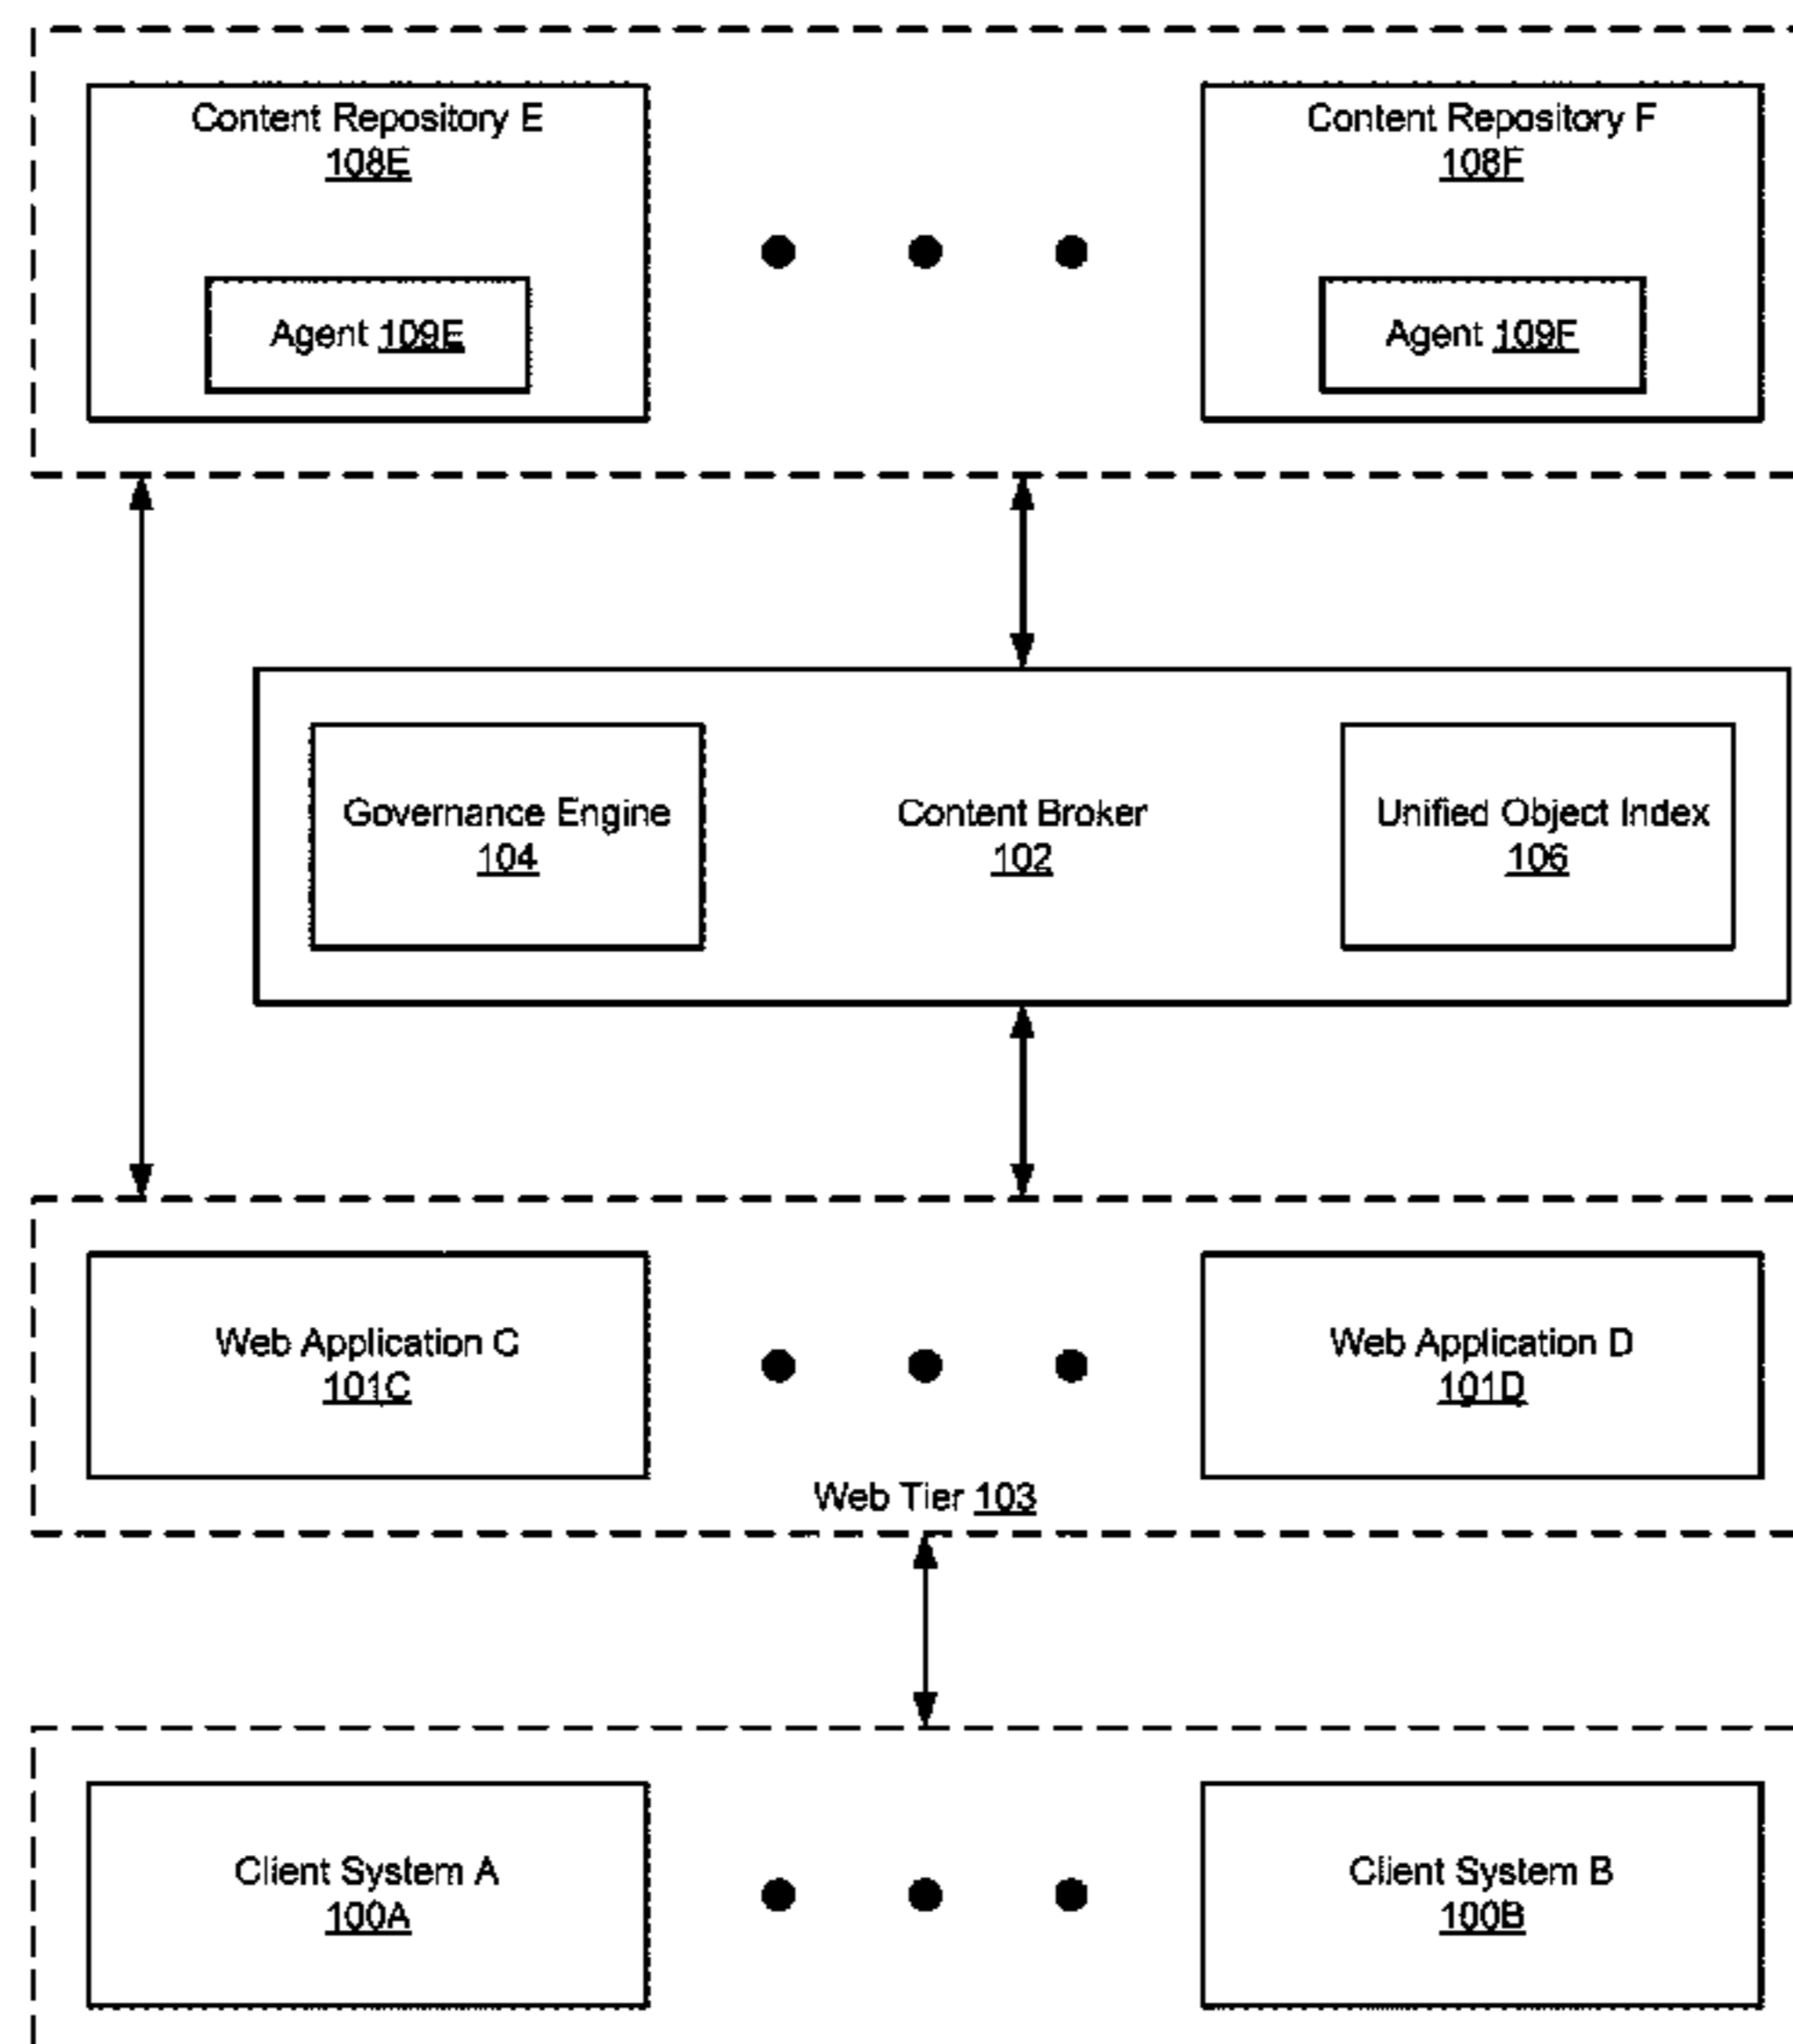 Content Repository E
108E
Content Repository F
108F
Agent 109E
Agent 109F
Governance Engine
104
Content Broker
102
Unified Object Index
106
Web Application C
101C
Web Application D
101D
Web Tier 103
Client System A
100A
Client System B
100B